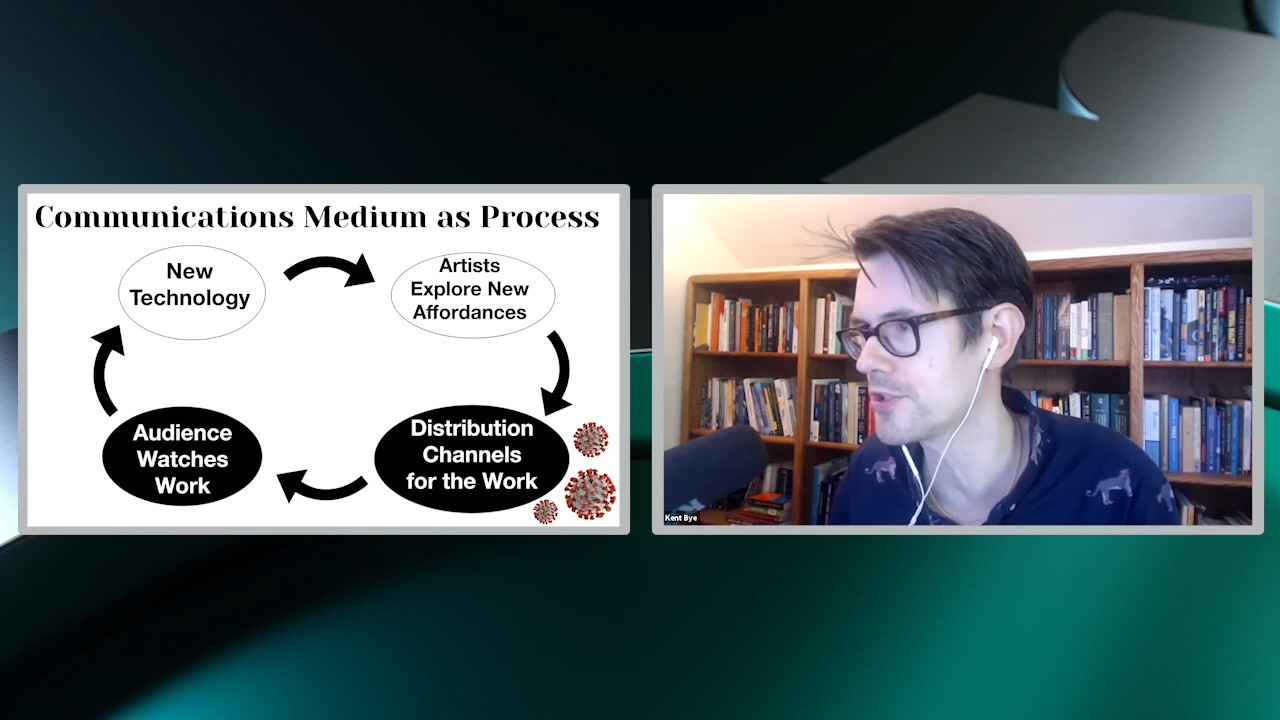 Communications Medium as Process
New
Technology
Artists
Explore New
Affordances
Audience
Watches
Work
Distribution
Channels
for the Work
Kent Bye